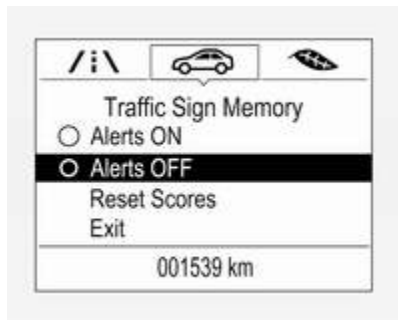 Traffic Sign Memory
Alerts ON
Alerts OFF
Reset Scores
Exit
001539 km